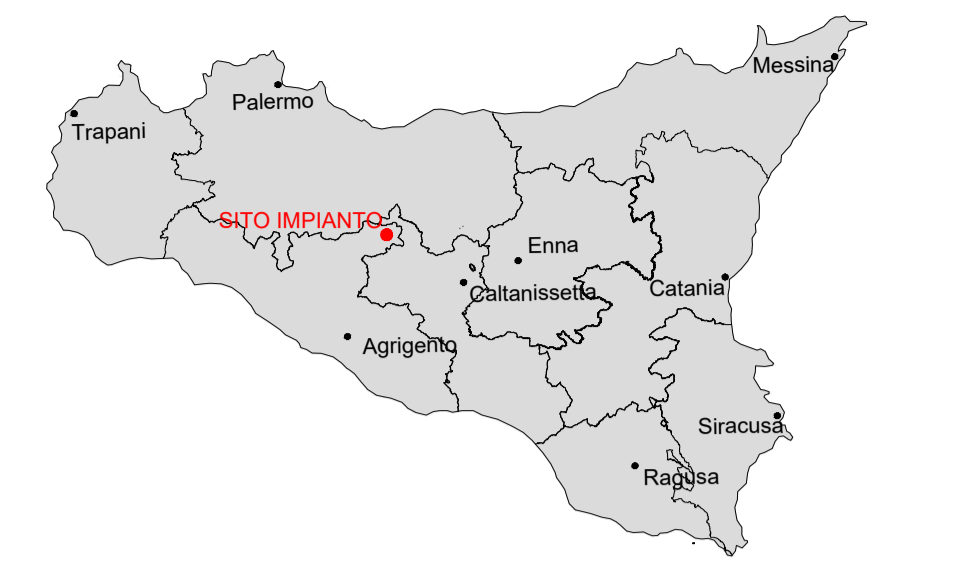 Messina
Palermo
Trapani
SITO IMPIANTO
Enna
Catania
Caltanissetta
Agrigento
Siracusa
Ragusa